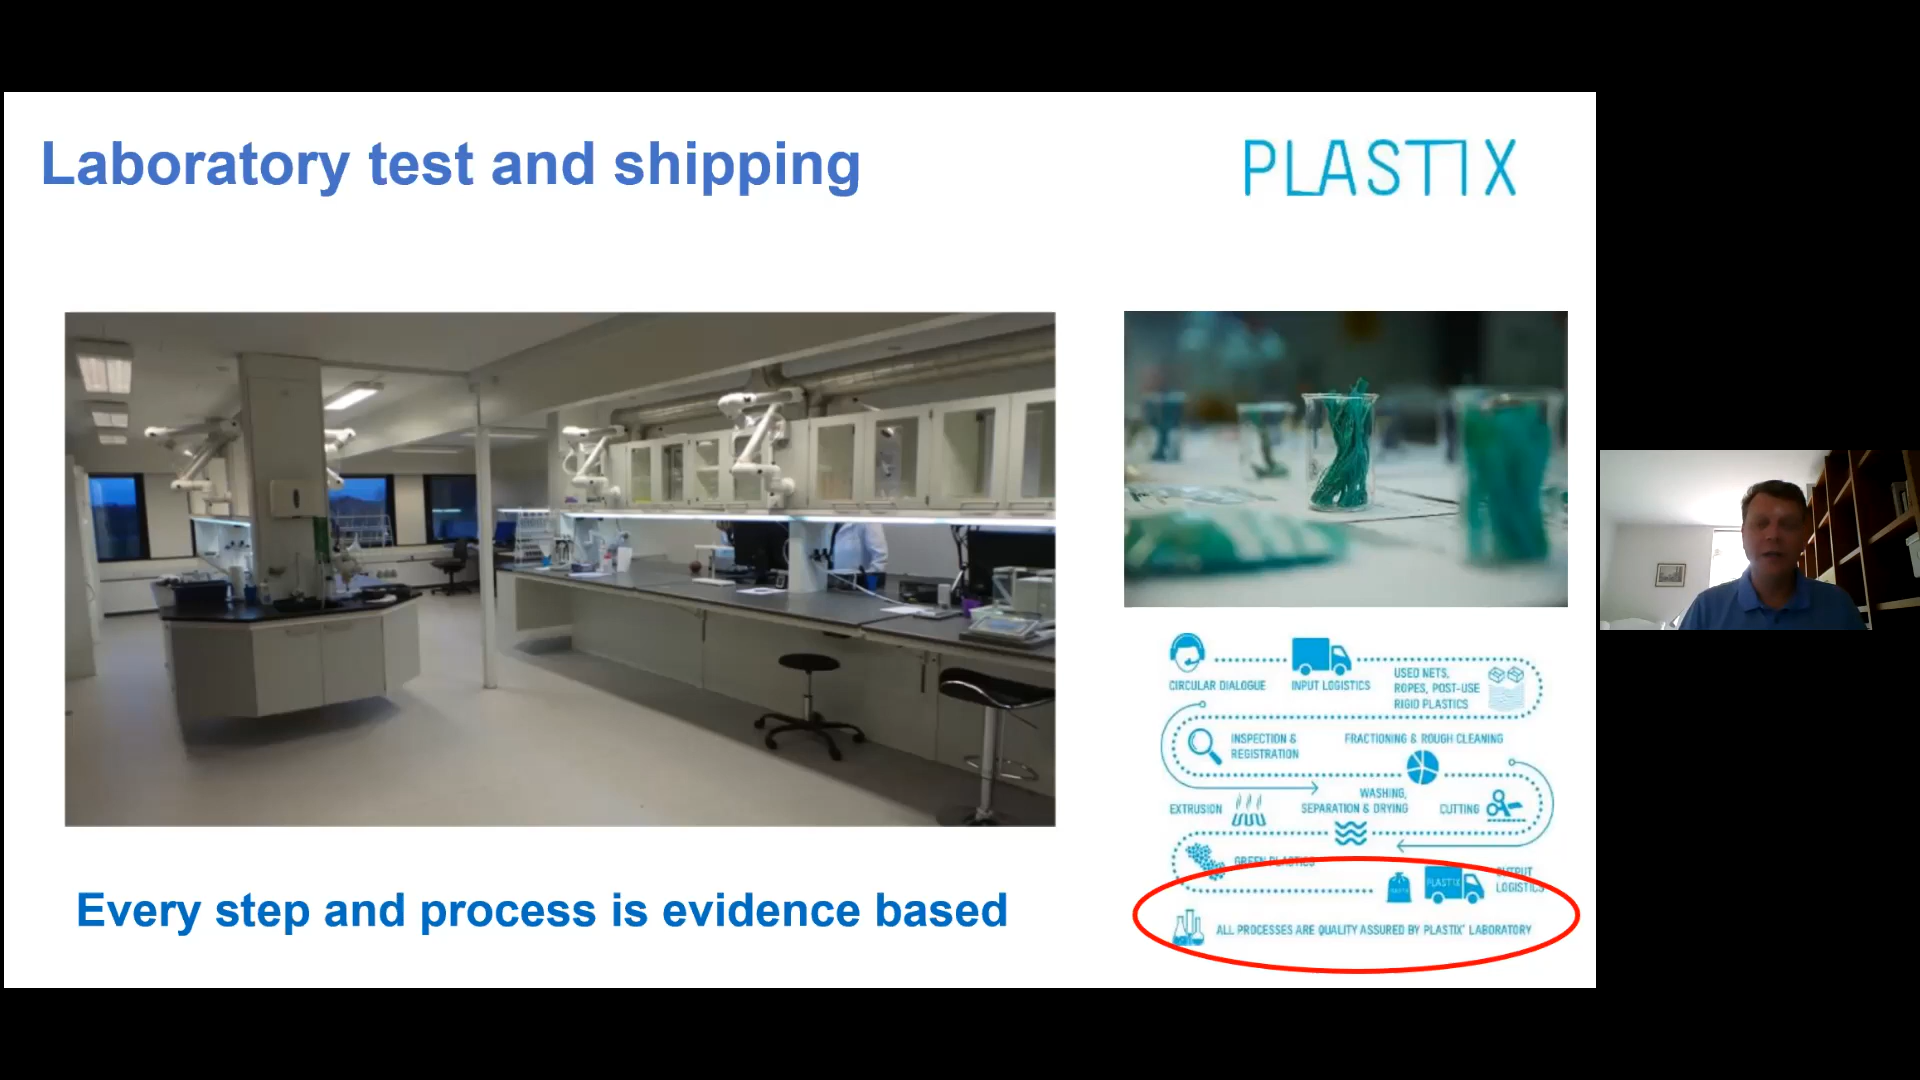 Laboratory test and shipping
PLASTIX
CIRCULAR DIALOGUE
INPUT LOGISTICS
USED NETS,
ROPES, POST-USE
RIGID PLASTICS
INSPECTION &
REGISTRATION
FRACTIONING & ROUGH CLEANING
EXTRUSION
WASHING,
SEPARATION & DRYING
CUTTING
GREEN PLASTICS
PLASTIX
OUTPUT
LOGISTICS
ALL PROCESSES ARE QUALITY ASSURED BY PLASTIX' LABORATORY
Every step and process is evidence based